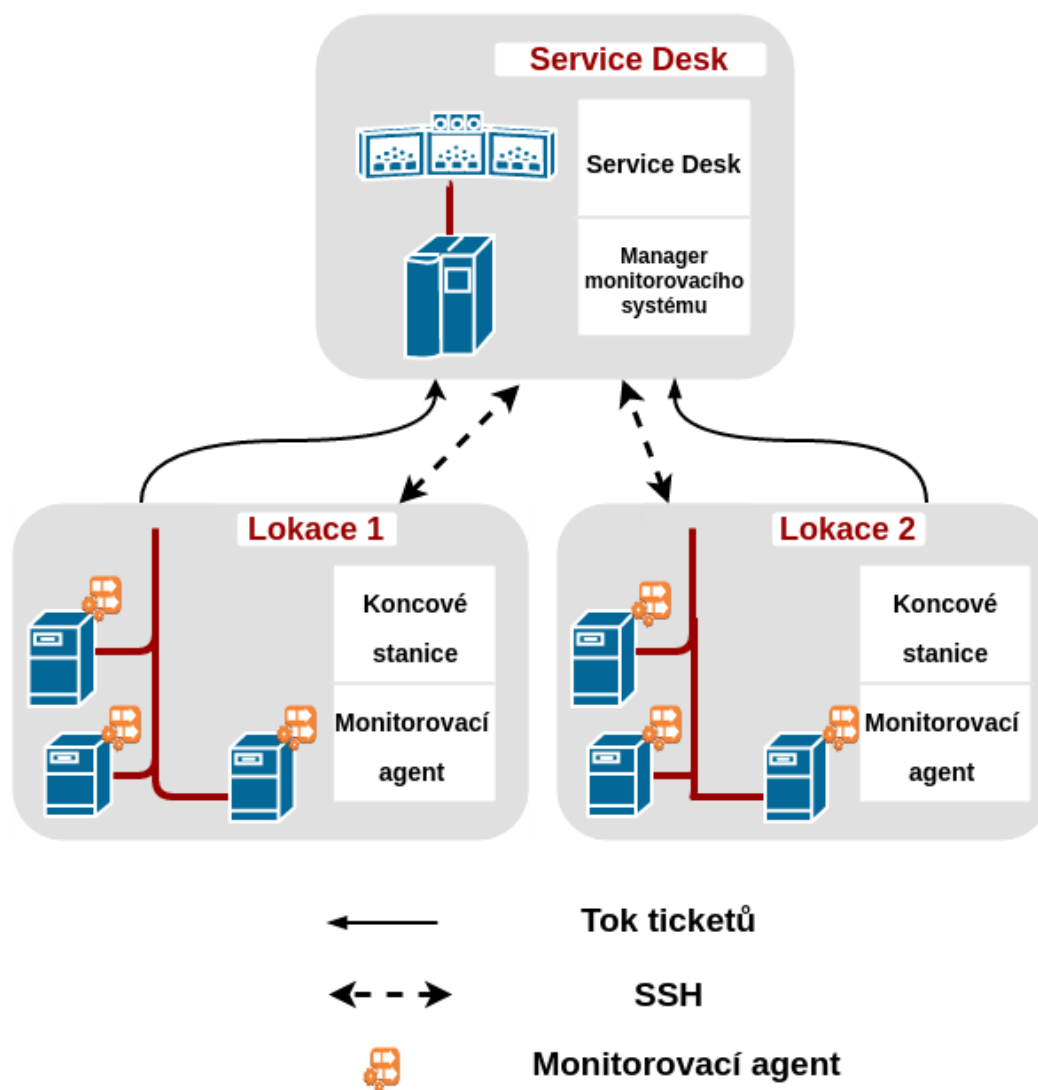 Service Desk
Service Desk
Manager
monitorovacího
systému
Lokace 1
Koncové
stanice
Monitorovací
agent
Lokace 2
Koncové
stanice
Monitorovací
agent
Tok ticketů
SSH
Monitorovací agent